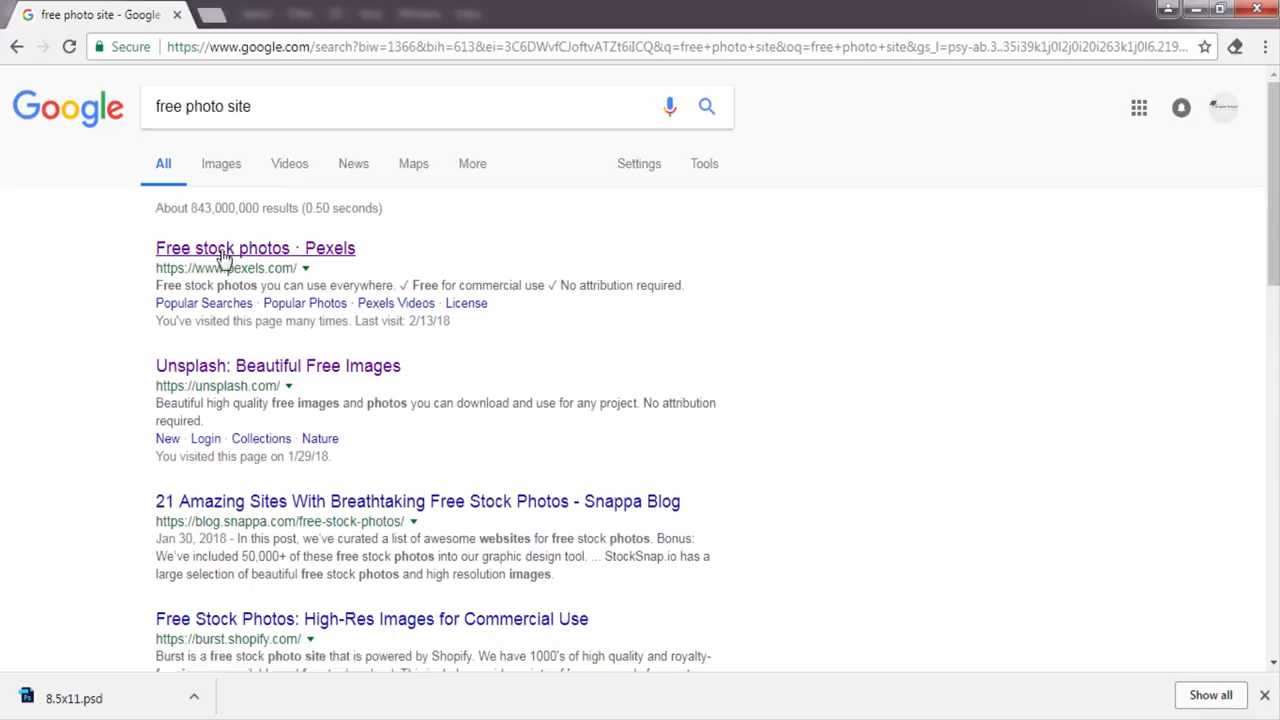 free photo site - Google
Secure https://www.google.com/search?biw=1366&bih=613&ei=3C6DWvfCJoftvATZt6iICQ&q=free+photo+site&oq=free+photo+site&gs_l=psy-ab.3..35i39k1j0l2j0i20i263k1j0l6.219...
Google
free photo site
All Images Videos News Maps More Settings Tools
About 843,000,000 results (0.50 seconds)
Free stock photos · Pexels
https://www.pexels.com/
Free stock photos you can use everywhere. ✓ Free for commercial use ✓ No attribution required.
Popular Searches · Popular Photos · Pexels Videos · License
You've visited this page many times. Last visit: 2/13/18
Unsplash: Beautiful Free Images
https://unsplash.com/
Beautiful high quality free images and photos you can download and use for any project. No attribution
required.
New · Login · Collections · Nature
You visited this page on 1/29/18.
21 Amazing Sites With Breathtaking Free Stock Photos - Snappa Blog
https://blog.snappa.com/free-stock-photos/
Jan 30, 2018 - In this post, we've curated a list of awesome websites for free stock photos. Bonus:
We've included 50,000+ of these free stock photos into our graphic design tool. ... StockSnap.io has a
large selection of beautiful free stock photos and high resolution images.
Free Stock Photos: High-Res Images for Commercial Use
https://burst.shopify.com/
Burst is a free stock photo site that is powered by Shopify. We have 1000's of high quality and royalty-
8.5x11.psd
Show all